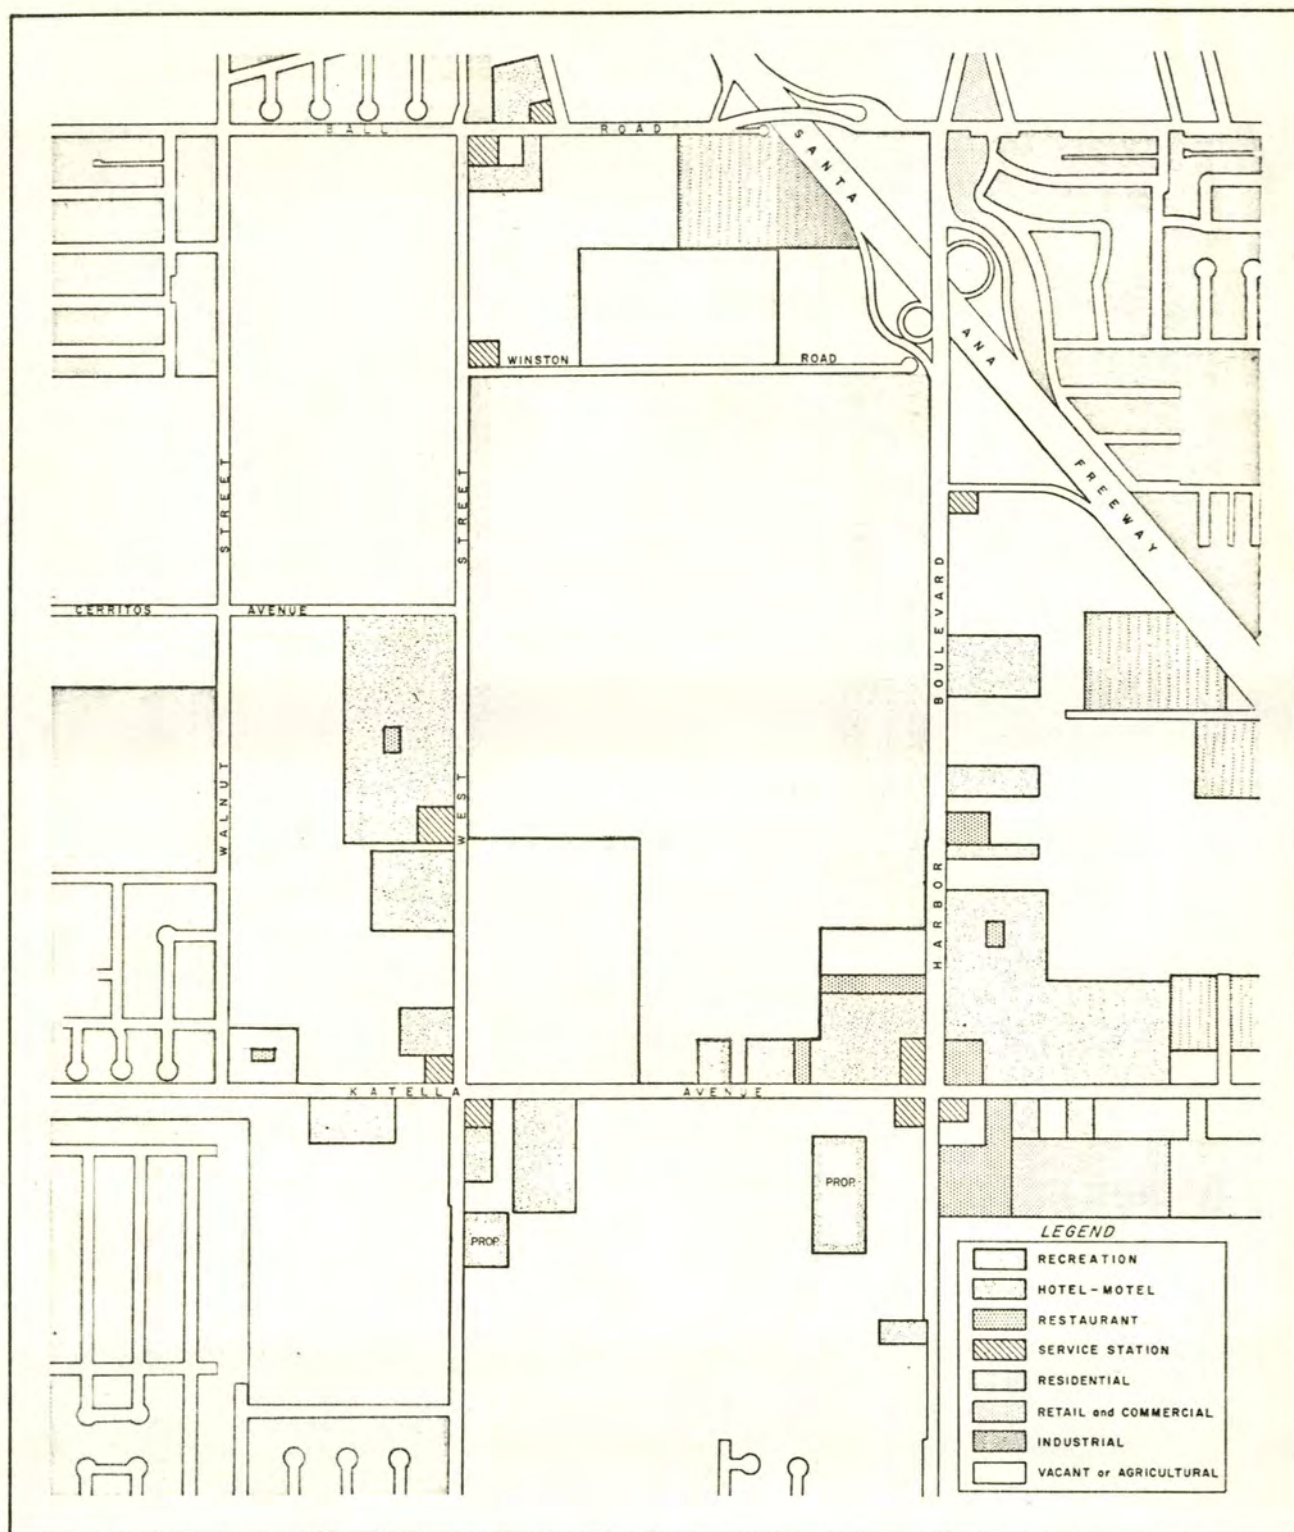 BALL ROAD
SANTA ANA FREEWAY
WINSTON ROAD
STREET
STREET
BOULEVARD
CERRITOS AVENUE
WALNUT
WEST
HARBOR
KATELLA AVENUE
PROP.
PROP.
LEGEND
RECREATION
HOTEL-MOTEL
RESTAURANT
SERVICE STATION
RESIDENTIAL
RETAIL and COMMERCIAL
INDUSTRIAL
VACANT or AGRICULTURAL